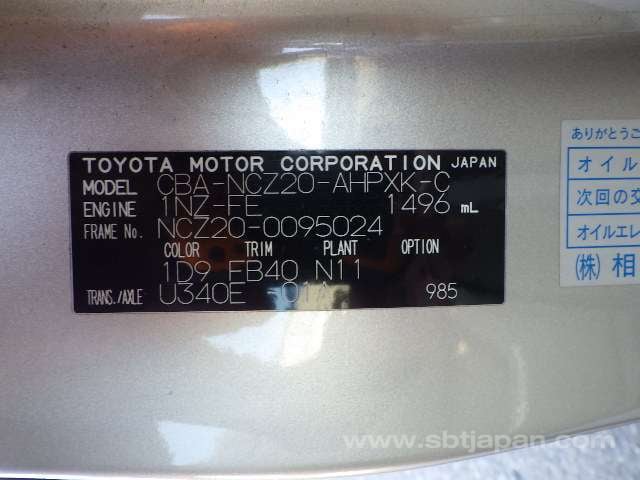 TOYOTA MOTOR CORPORATION JAPAN
MODEL CBA-NCZ20-AHPXK-C
ENGINE 1NZ-FE 1496 mL
FRAME No. NCZ20-0095024
COLOR TRIM PLANT OPTION
1D9 FB40 N11
TRANS./AXLE U340E -01A 985
ありがとうご
オイル
次回の交
オイルエレ
(株) 相
www.sbtjapan.com